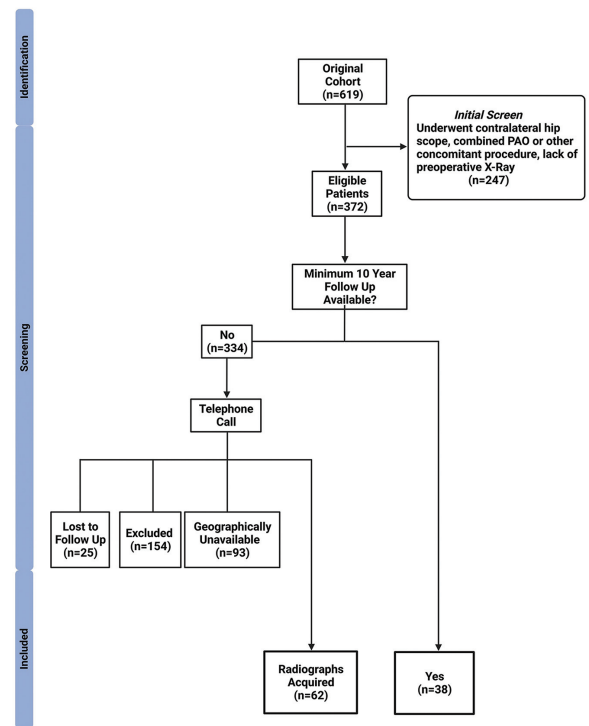 Identification
Original
Cohort
(n=619)
Initial Screen
Underwent contralateral hip
scope, combined PAO or other
concomitant procedure, lack of
preoperative X-Ray
(n=247)
Eligible
Patients
(n=372)
Screening
Minimum 10 Year
Follow Up
Available?
No
(n=334)
Telephone
Call
Lost to
Follow Up
(n=25)
Excluded
(n=154)
Geographically
Unavailable
(n=93)
Included
Radiographs
Acquired
(n=62)
Yes
(n=38)